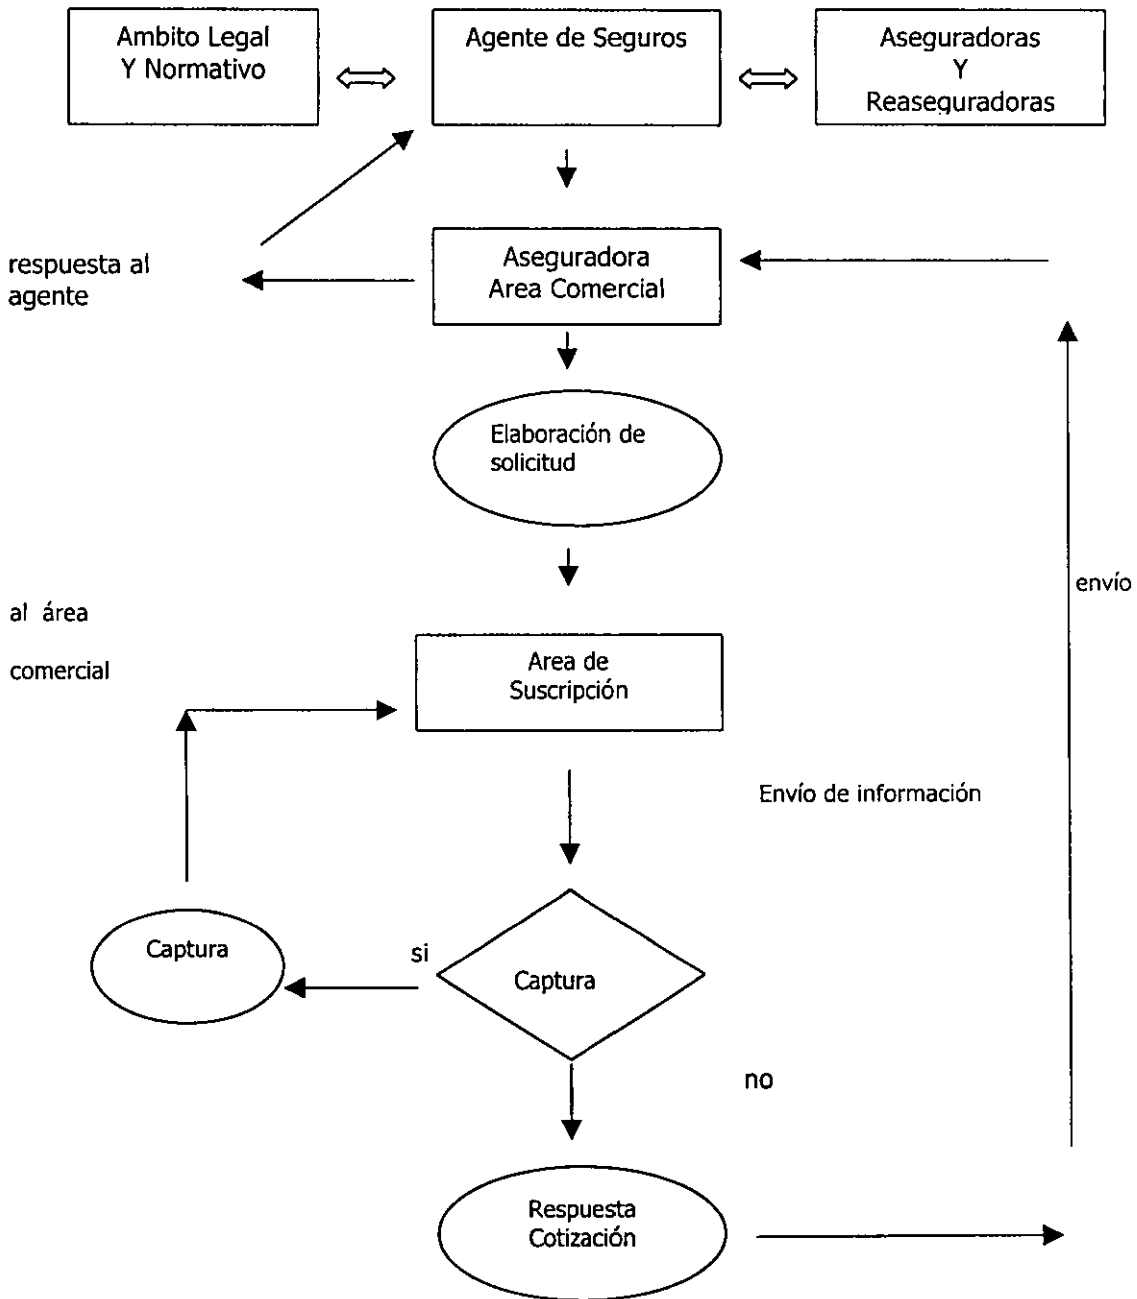 Ambito Legal
Y Normativo
Agente de Seguros
Aseguradoras
Y
Reaseguradoras
respuesta al
agente
Aseguradora
Area Comercial
Elaboración de
solicitud
envío
al área
comercial
Area de
Suscripción
Envío de información
Captura
si
Captura
no
Respuesta
Cotización